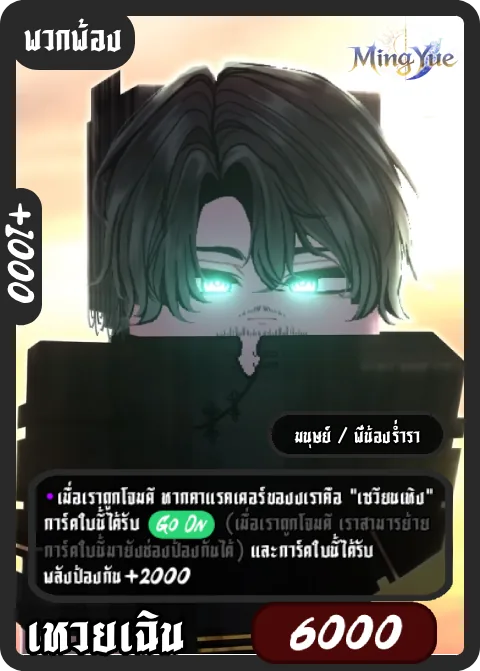 พวกพ้อง
Ming Yue
+1000
มนุษย์ / พี่น้องร่ำรา
• เมื่อเราถูกโจมตี หากคาแรคเตอร์ของงเราคือ "เซวียนเหิง"
การ์ดใบนี้ได้รับ GO ON (เมื่อเราถูกโจมตี เราสามารถย้าย
การ์ดใบนี้มายังช่องป้องกันได้) และการ์ดใบนี้ได้รับ
พลังป้องกัน +2000
เหวยเฉิน
6000